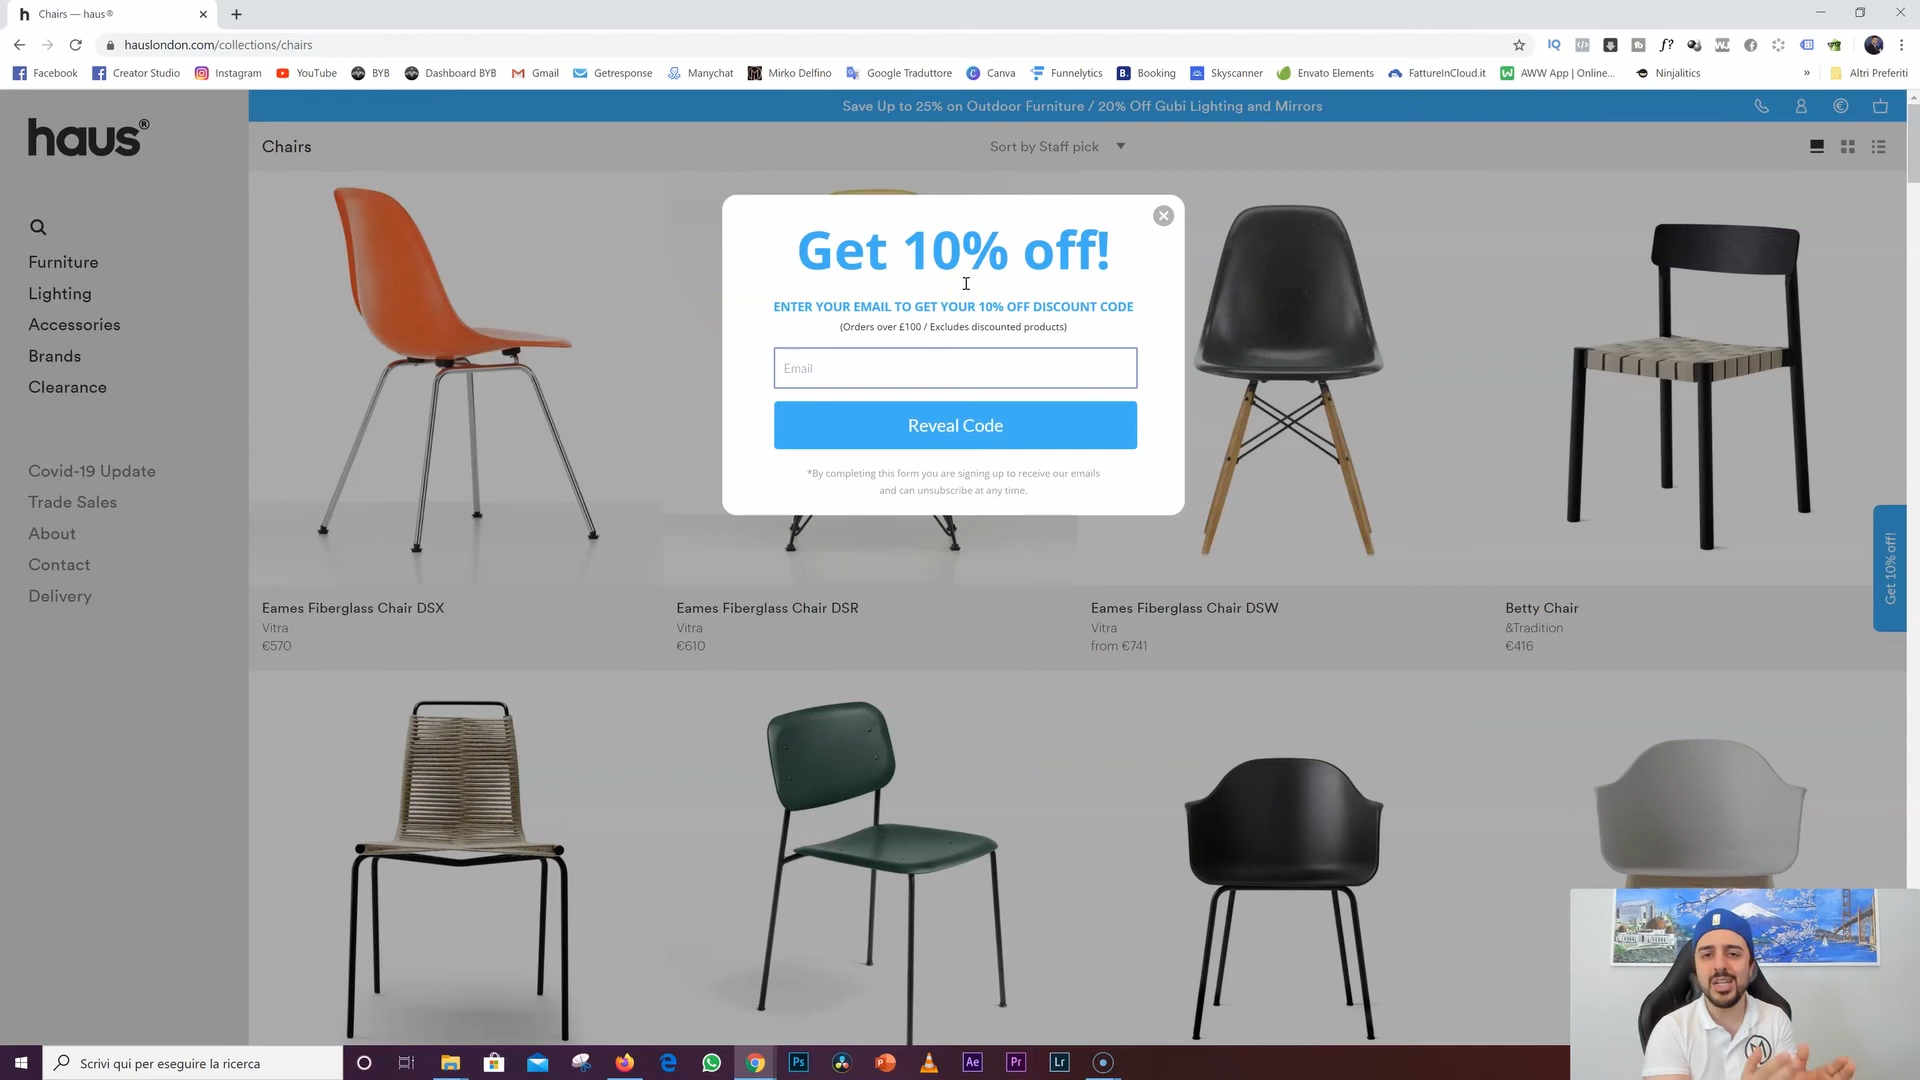 Chairs — haus®
hauslondon.com/collections/chairs
Facebook
Creator Studio
Instagram
YouTube
BYB
Dashboard BYB
Gmail
Getresponse
Manychat
Mirko Delfino
Google Traduttore
Canva
Funnelytics
Booking
Skyscanner
Envato Elements
FattureInCloud.it
AWW App | Online...
Ninjalitics
»
Altri Preferiti
haus®
Save Up to 25% on Outdoor Furniture / 20% Off Gubi Lighting and Mirrors
Chairs
Sort by Staff pick
Furniture
Lighting
Accessories
Brands
Clearance
Covid-19 Update
Trade Sales
About
Contact
Delivery
Get 10% off!
ENTER YOUR EMAIL TO GET YOUR 10% OFF DISCOUNT CODE
(Orders over £100 / Excludes discounted products)
Email
Reveal Code
*By completing this form you are signing up to receive our emails
and can unsubscribe at any time.
Get 10% off!
Eames Fiberglass Chair DSX
Vitra
€570
Eames Fiberglass Chair DSR
Vitra
€610
Eames Fiberglass Chair DSW
Vitra
from €741
Betty Chair
&Tradition
€416
Scrivi qui per eseguire la ricerca
Ps
Ae
Pr
Lr